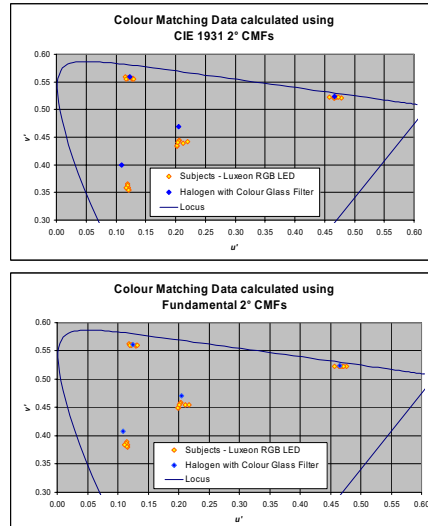 Colour Matching Data calculated using
CIE 1931 2° CMFs
0.60
0.55
0.50
0.45
0.40
0.35
0.30
v'
0.00 0.05 0.10 0.15 0.20 0.25 0.30 0.35 0.40 0.45 0.50 0.55 0.60
u'
Subjects - Luxeon RGB LED
Halogen with Colour Glass Filter
Locus
Colour Matching Data calculated using
Fundamental 2° CMFs
0.60
0.55
0.50
0.45
0.40
0.35
0.30
v'
0.00 0.05 0.10 0.15 0.20 0.25 0.30 0.35 0.40 0.45 0.50 0.55 0.60
u'
Subjects - Luxeon RGB LED
Halogen with Colour Glass Filter
Locus